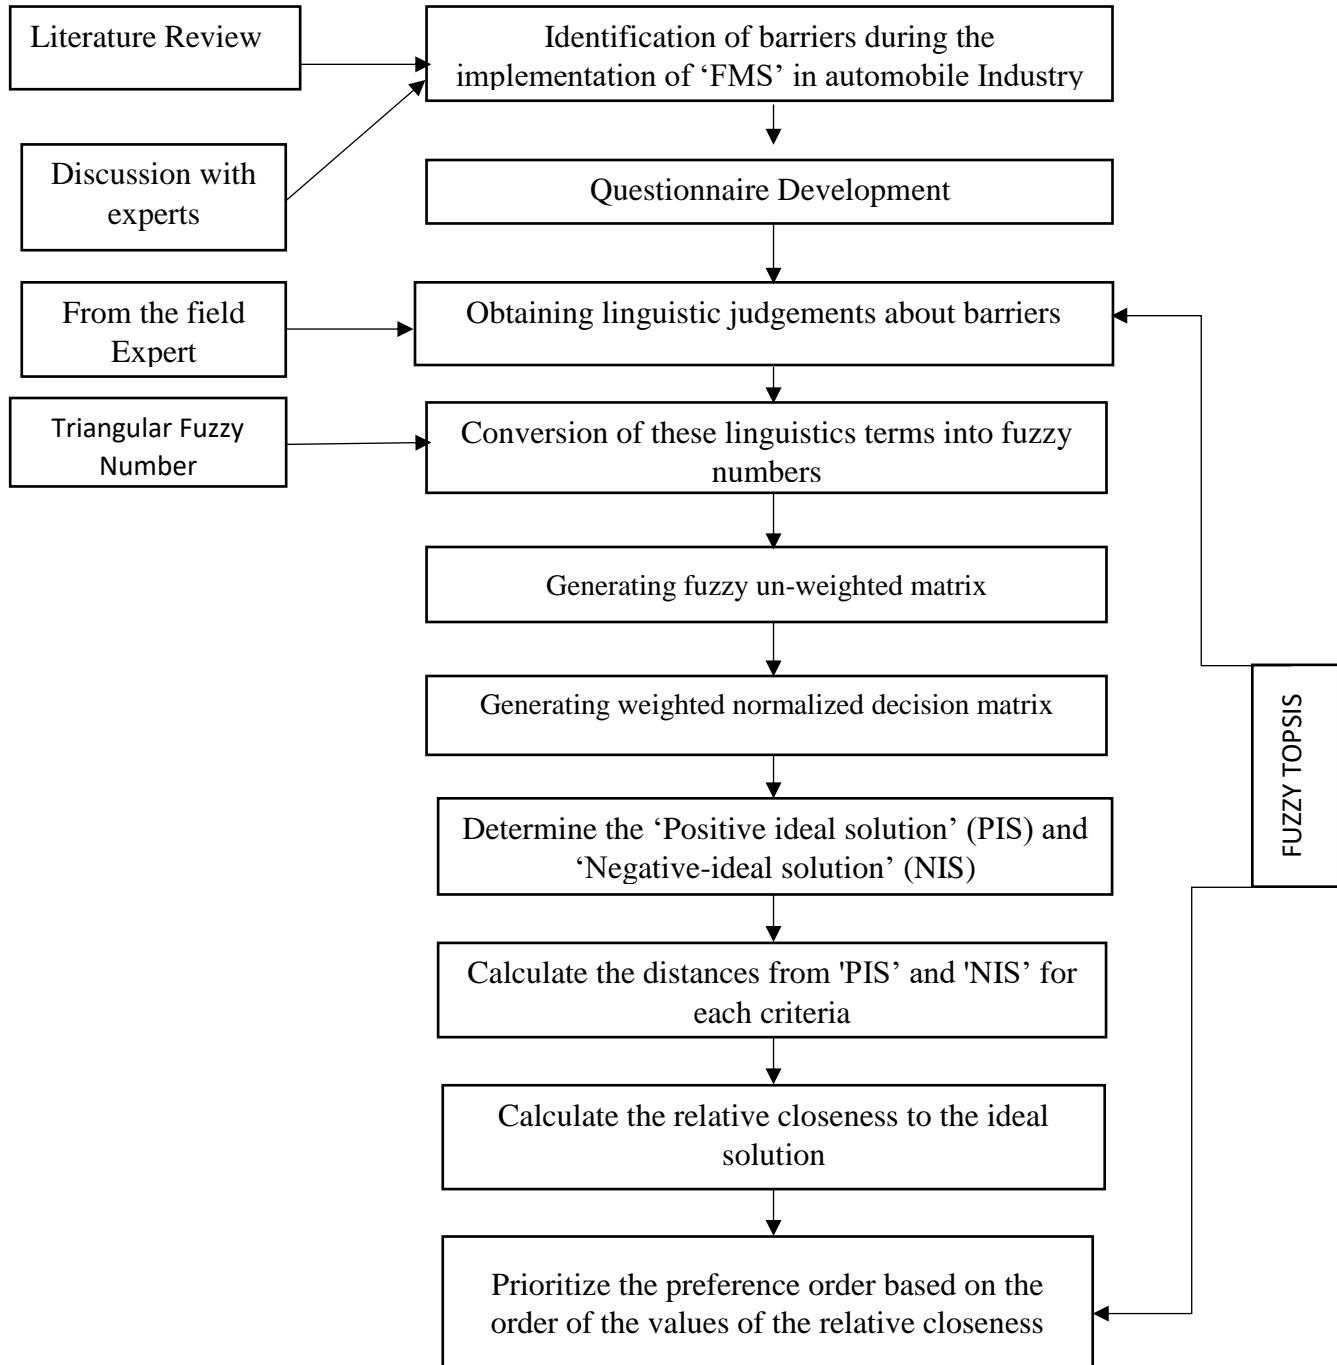 Literature Review
Identification of barriers during the
implementation of ‘FMS’ in automobile Industry
Discussion with
experts
Questionnaire Development
From the field
Expert
Obtaining linguistic judgements about barriers
Triangular Fuzzy
Number
Conversion of these linguistics terms into fuzzy
numbers
Generating fuzzy un-weighted matrix
Generating weighted normalized decision matrix
Determine the ‘Positive ideal solution’ (PIS) and
‘Negative-ideal solution’ (NIS)
Calculate the distances from 'PIS’ and 'NIS’ for
each criteria
Calculate the relative closeness to the ideal
solution
Prioritize the preference order based on the
order of the values of the relative closeness
FUZZY TOPSIS